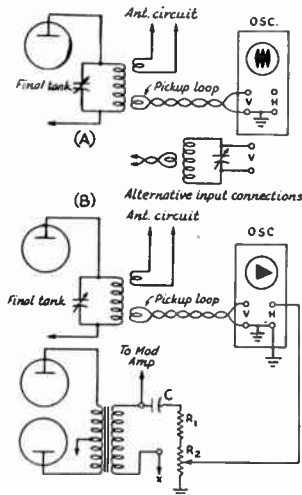 Ant. circuit
OSC.
Final tank
Pickup loop
V H
(A)
V
Alternative input connections
(B)
Ant. circuit
OSC
Final tank
Pickup loop
V H
To Mod
Amp
C
R1
R2
x